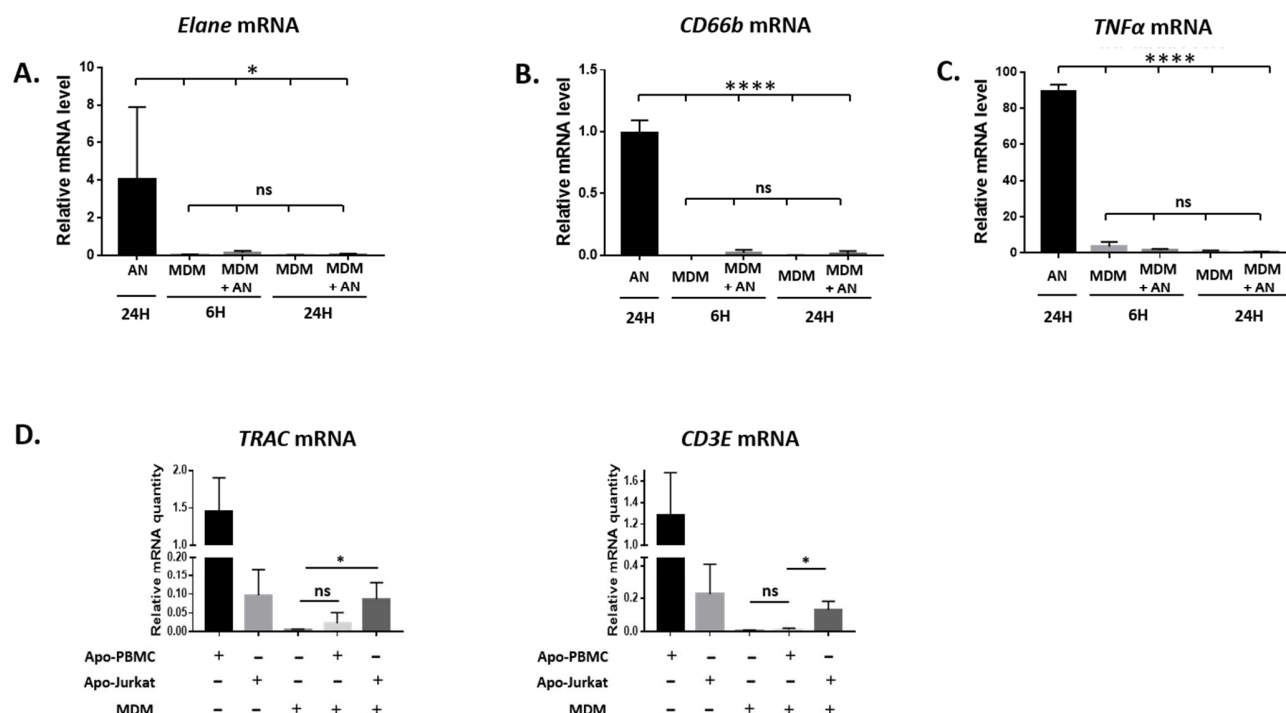 Elane mRNA
A.
Relative mRNA level
10
8
6
4
2
0
*
ns
AN MDM MDM + AN MDM MDM + AN
24H 6H 24H
CD66b mRNA
B.
Relative mRNA level
1.5
1.0
0.5
0.0
****
ns
AN MDM MDM + AN MDM MDM + AN
24H 6H 24H
TNFα mRNA
C.
Relative mRNA level
100
80
60
40
20
0
****
ns
AN MDM MDM + AN MDM MDM + AN
24H 6H 24H
D.
TRAC mRNA
Relative mRNA quantity
2.0
1.5
1.0
0.20
0.15
0.10
0.05
0.00
ns
*
Apo-PBMC + − − + −
Apo-Jurkat − + − − +
MDM − − + + +
CD3E mRNA
Relative mRNA quantity
1.6
1.4
1.2
1.0
0.4
0.2
0.0
ns
*
Apo-PBMC + − − + −
Apo-Jurkat − + − − +
MDM − − + + +